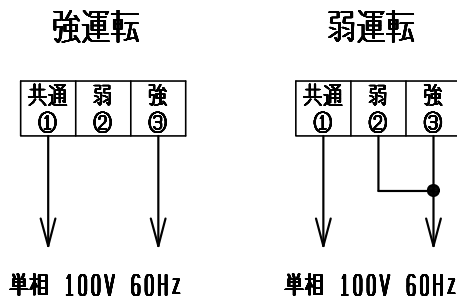 強運転 弱運転
共通 弱 強 共通 弱 強
① ② ③ ① ② ③
単相 100V 60Hz 単相 100V 60Hz